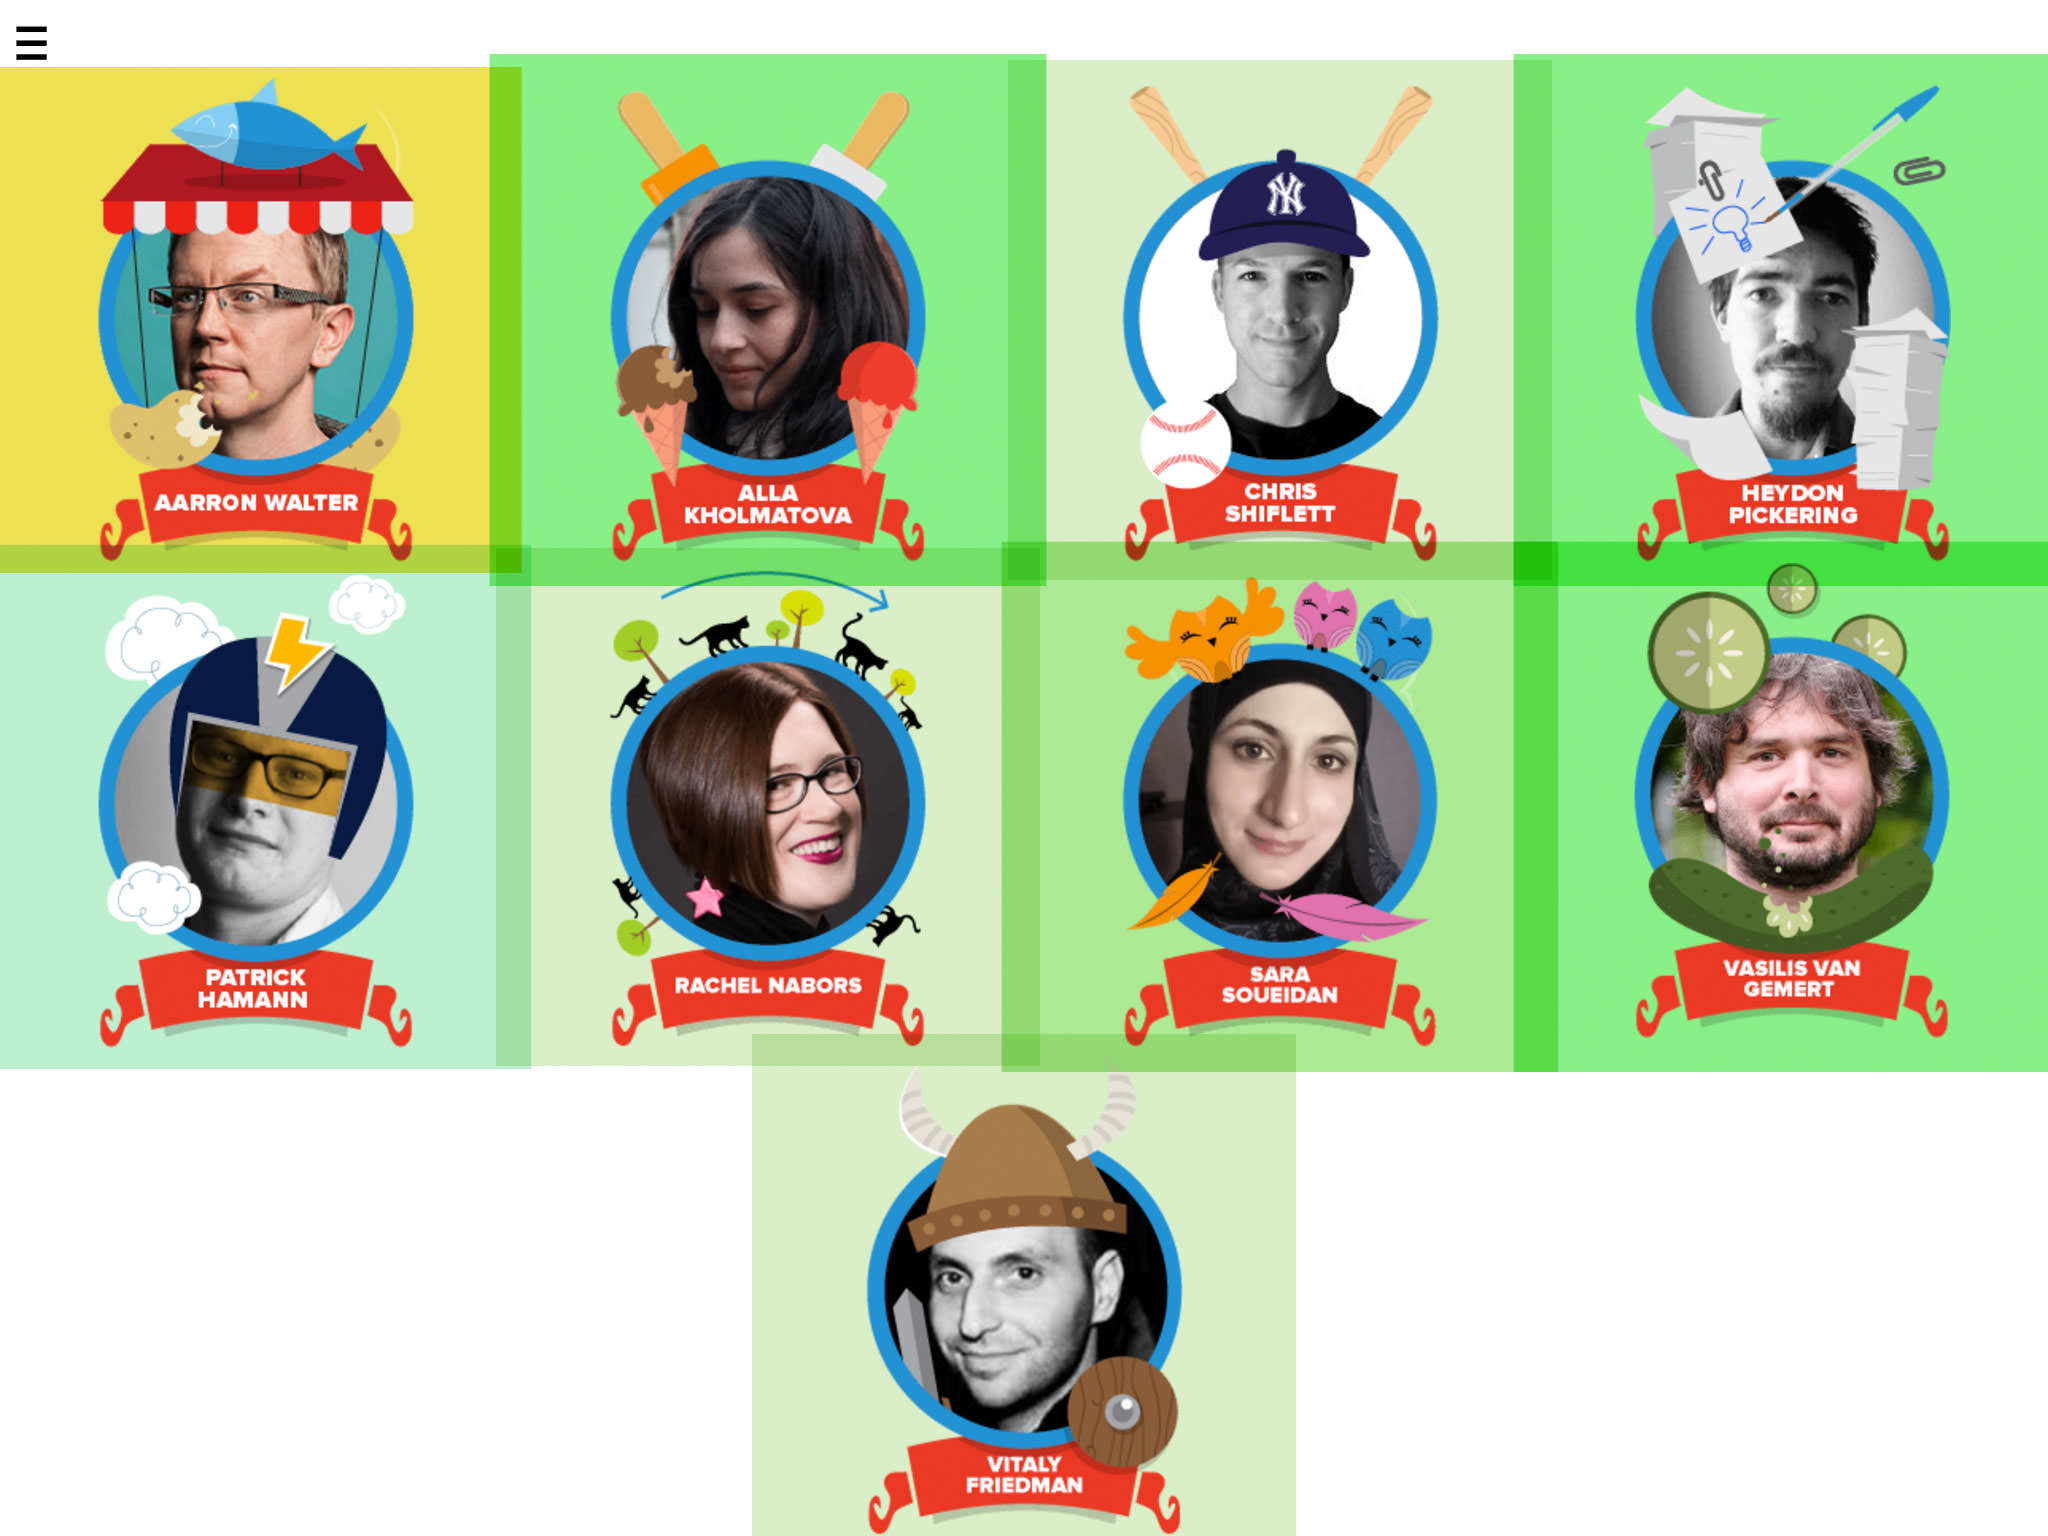 AARRON WALTER
ALLA
KHOLMATOVA
NY
CHRIS
SHIFLETT
HEYDON
PICKERING
PATRICK
HAMANN
RACHEL NABORS
SARA
SOUEIDAN
VASILIS VAN
GEMERT
VITALY
FRIEDMAN